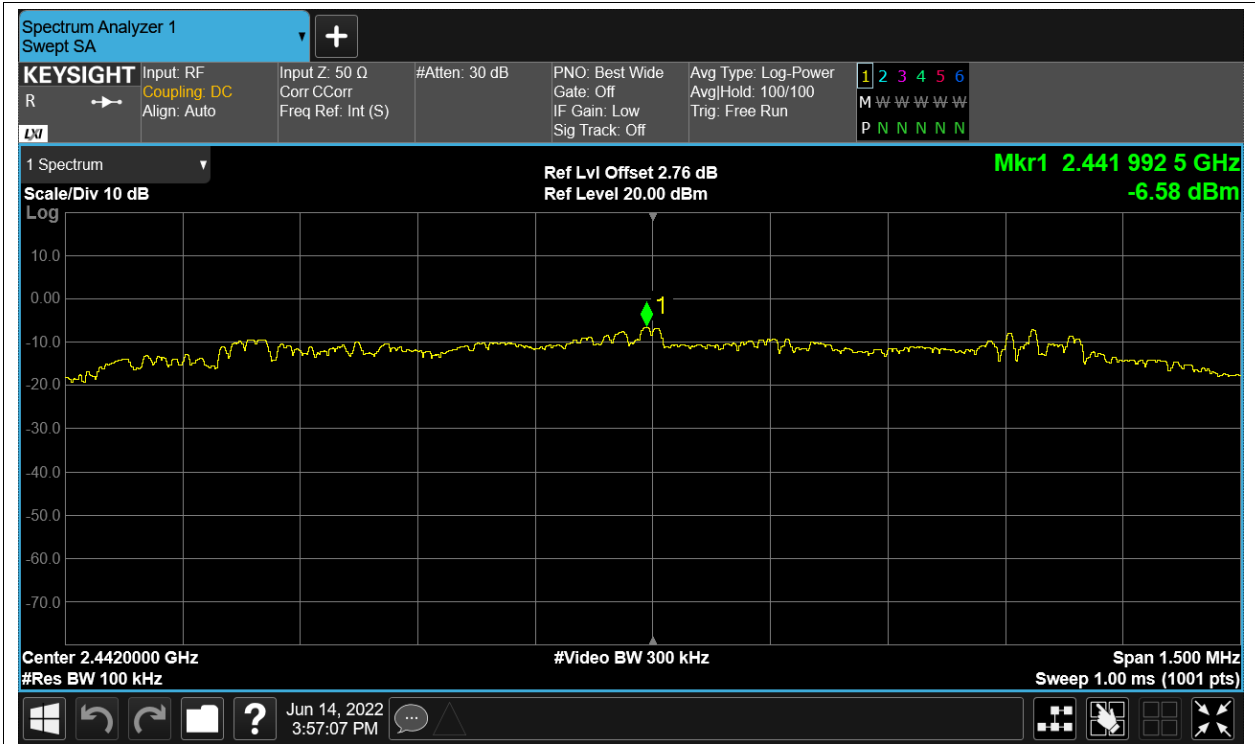 Spectrum Analyzer 1
Swept SA
+
KEYSIGHT
R
LXI
Input: RF
Coupling: DC
Align: Auto
Input Z: 50 Ω
Corr CCorr
Freq Ref: Int (S)
#Atten: 30 dB
PNO: Best Wide
Gate: Off
IF Gain: Low
Sig Track: Off
Avg Type: Log-Power
Avg|Hold: 100/100
Trig: Free Run
1 2 3 4 5 6
M W W W W W
P N N N N N
1 Spectrum
Scale/Div 10 dB
Log
Ref Lvl Offset 2.76 dB
Ref Level 20.00 dBm
Mkr1 2.441 992 5 GHz
-6.58 dBm
10.0
0.00
1
-10.0
-20.0
-30.0
-40.0
-50.0
-60.0
-70.0
Center 2.4420000 GHz
#Res BW 100 kHz
#Video BW 300 kHz
Span 1.500 MHz
Sweep 1.00 ms (1001 pts)
?
Jun 14, 2022
3:57:07 PM